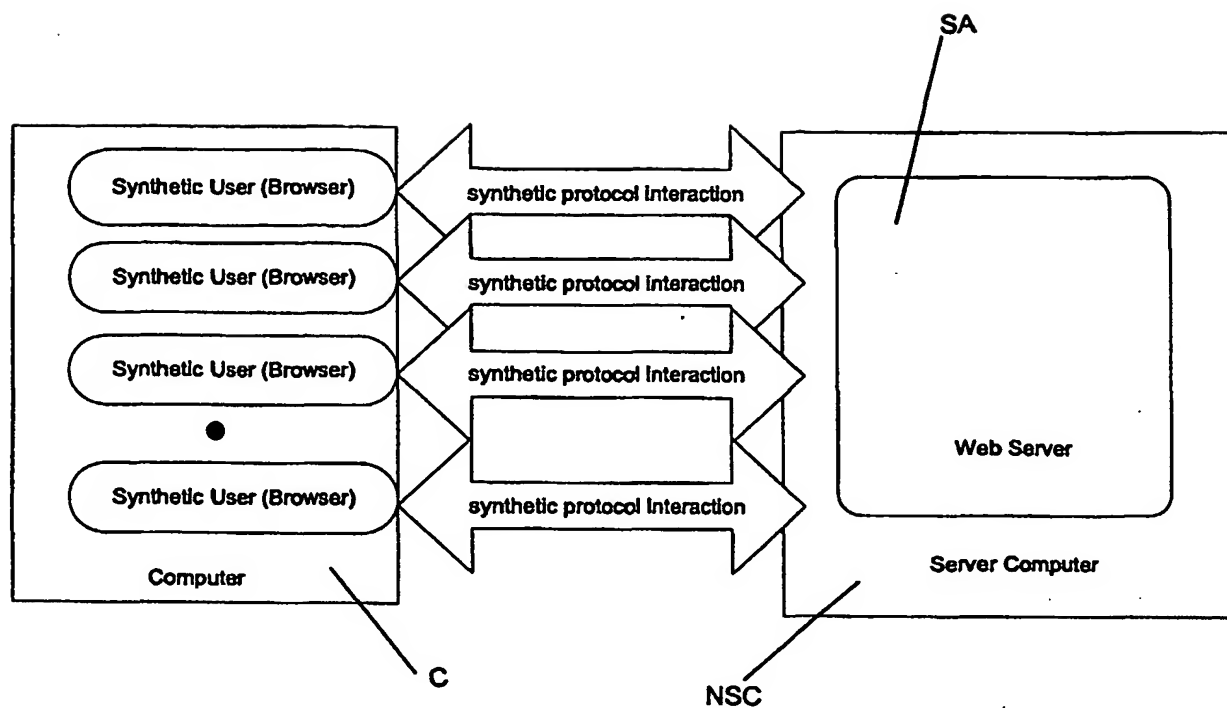 SA
Synthetic User (Browser)
synthetic protocol interaction
Synthetic User (Browser)
synthetic protocol interaction
Synthetic User (Browser)
synthetic protocol interaction
Web Server
Synthetic User (Browser)
synthetic protocol interaction
Computer
Server Computer
C
NSC